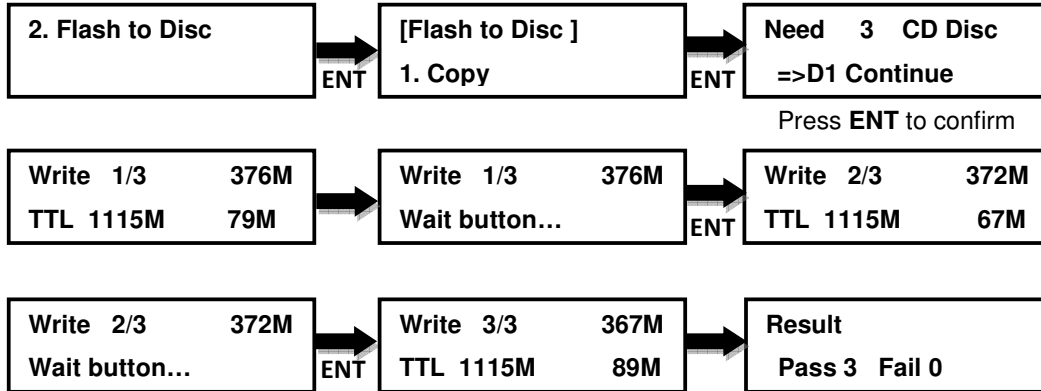 2. Flash to Disc
ENT
[Flash to Disc ]
1. Copy
ENT
Need 3 CD Disc
=>D1 Continue
Press ENT to confirm
Write 1/3 376M
TTL 1115M 79M
Write 1/3 376M
Wait button…
ENT
Write 2/3 372M
TTL 1115M 67M
Write 2/3 372M
Wait button…
ENT
Write 3/3 367M
TTL 1115M 89M
Result
Pass 3 Fail 0